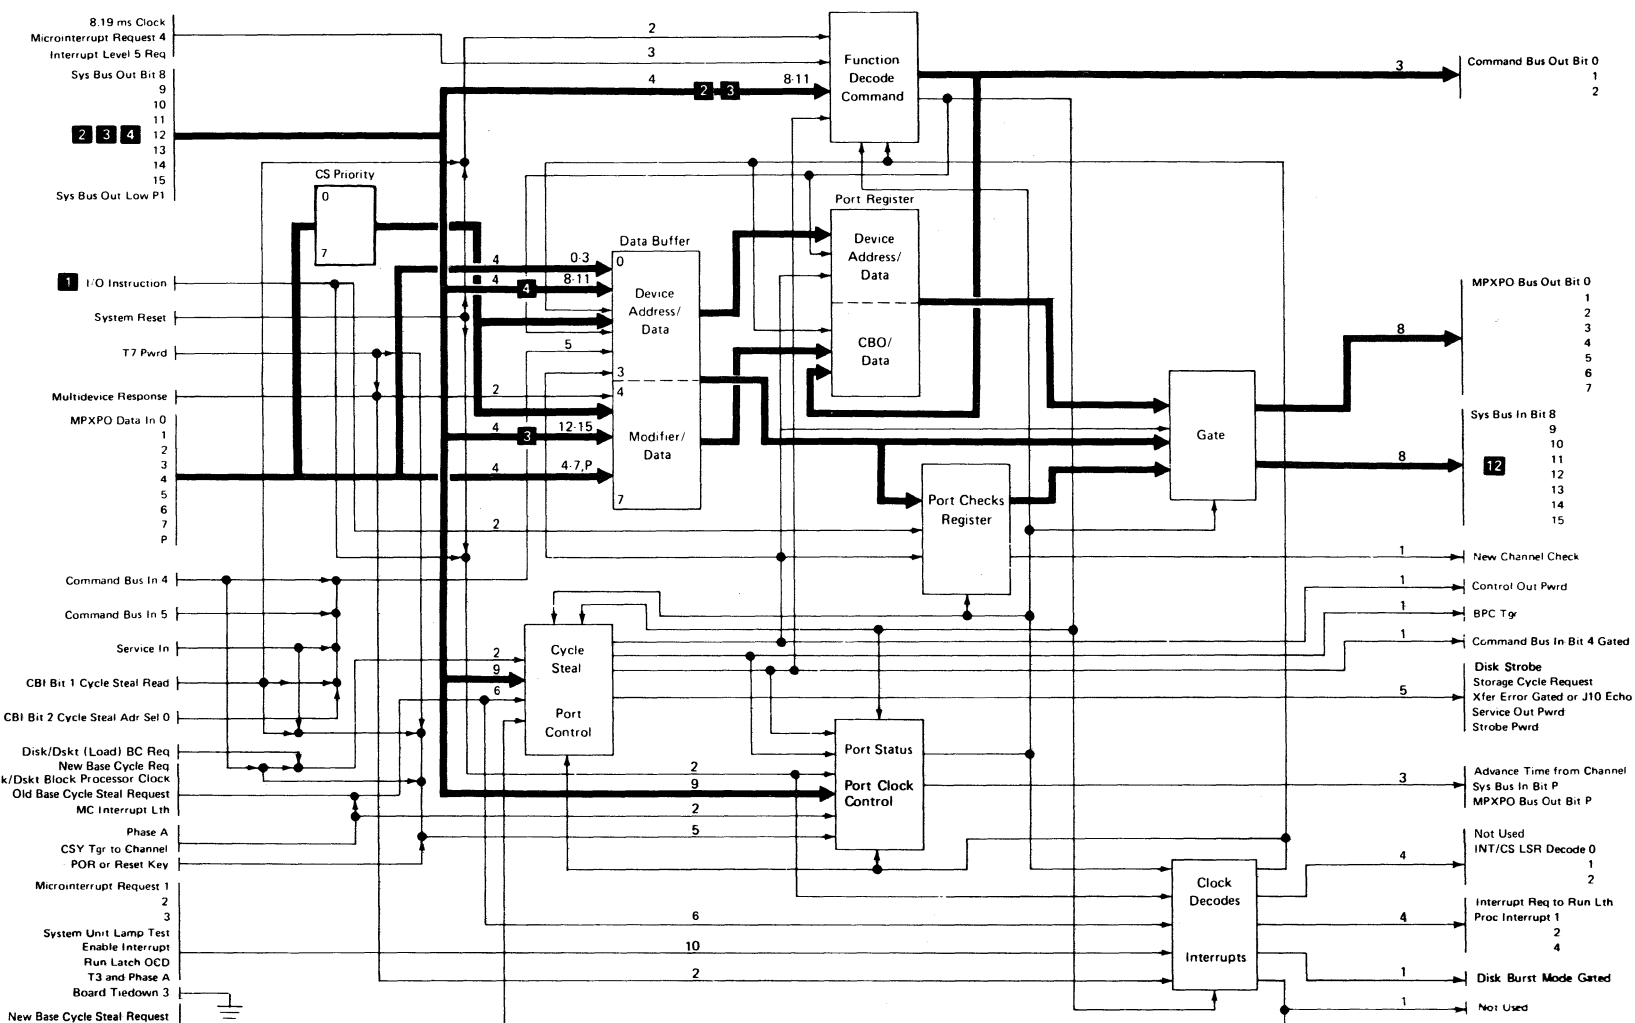 8.19 ms Clock
Microinterrupt Request 4
Interrupt Level 5 Req
Sys Bus Out Bit 8
9
10
11
2 3 4 12
13
14
15
Sys Bus Out Low P1
CS Priority
0
7
1 I/O Instruction
System Reset
T7 Pwrd
Multidevice Response
MPXPO Data In 0
1
2
3
4
5
6
7
P
Command Bus In 4
Command Bus In 5
Service In
CBI Bit 1 Cycle Steal Read
CBI Bit 2 Cycle Steal Adr Sel 0
Disk/Dskt (Load) BC Req
New Base Cycle Req
k/Dskt Block Processor Clock
Old Base Cycle Steal Request
MC Interrupt Lth
Phase A
CSY Tgr to Channel
POR or Reset Key
Microinterrupt Request 1
2
3
System Unit Lamp Test
Enable Interrupt
Run Latch OCD
T3 and Phase A
Board Tiedown 3
New Base Cycle Steal Request
2
3
4 2 3 8-11
Function
Decode
Command
Data Buffer
4 0-3
4 4 8-11
5
2
4 3 12-15
4 4-7,P
0
Device
Address/
Data
3
4
Modifier/
Data
7
Port Register
Device
Address/
Data
CBO/
Data
2
Port Checks
Register
Gate
2
9
6
Cycle
Steal
Port
Control
Port Status
Port Clock
Control
2
9
2
5
Clock
Decodes
Interrupts
6
10
2
3
Command Bus Out Bit 0
1
2
8
MPXPO Bus Out Bit 0
1
2
3
4
5
6
7
8
Sys Bus In Bit 8
9
10
12 11
12
13
14
15
1 New Channel Check
1 Control Out Pwrd
1 BPC Tgr
1 Command Bus In Bit 4 Gated
Disk Strobe
Storage Cycle Request
5 Xfer Error Gated or J10 Echo
Service Out Pwrd
Strobe Pwrd
Advance Time from Channel
3 Sys Bus In Bit P
MPXPO Bus Out Bit P
Not Used
4 INT/CS LSR Decode 0
1
2
Interrupt Req to Run Lth
4 Proc Interrupt 1
2
4
1 Disk Burst Mode Gated
1 Not Used